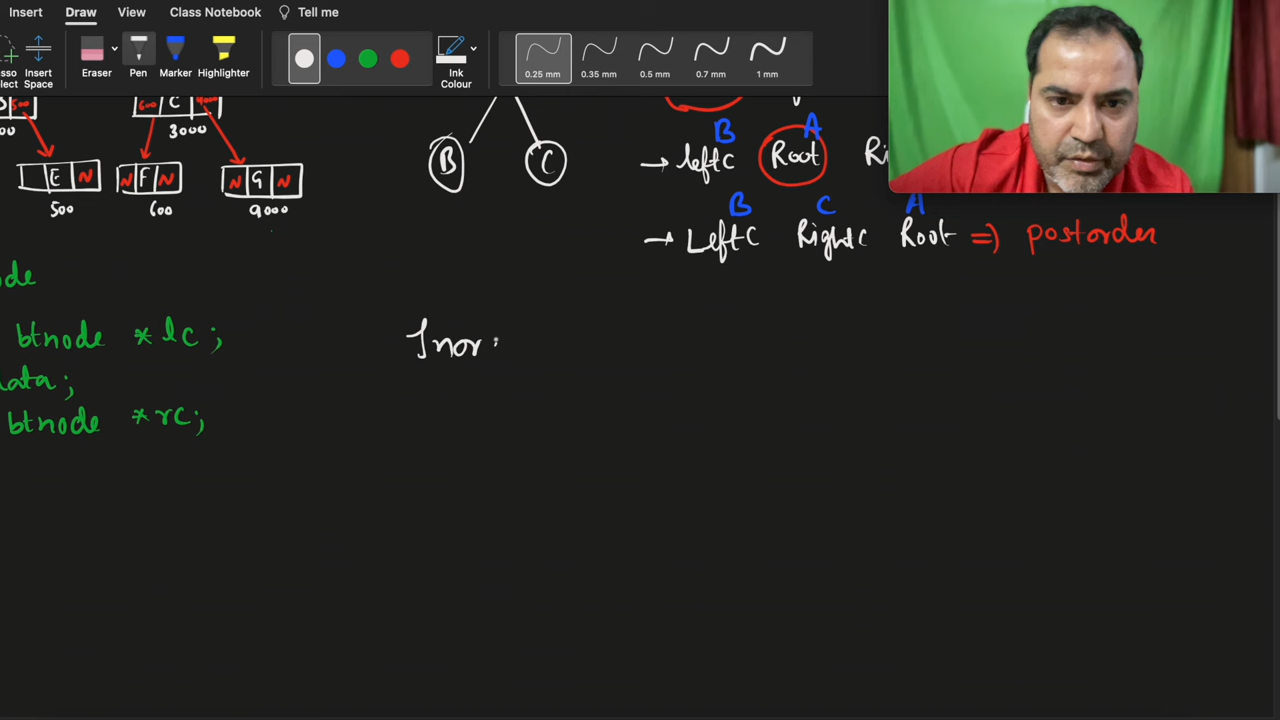 Insert Draw View Class Notebook Tell me
Eraser Pen Marker Highlighter
Insert Space
Ink Colour
0.25 mm 0.35 mm 0.5 mm 0.7 mm 1 mm
600 C 9000
3000
E N
500
N F N
600
N G N
9000
B C
B A
→ leftC Root
B C A
→ LeftC RightC Root => postorder
btnode *lc;
btnode *rc;
Inor